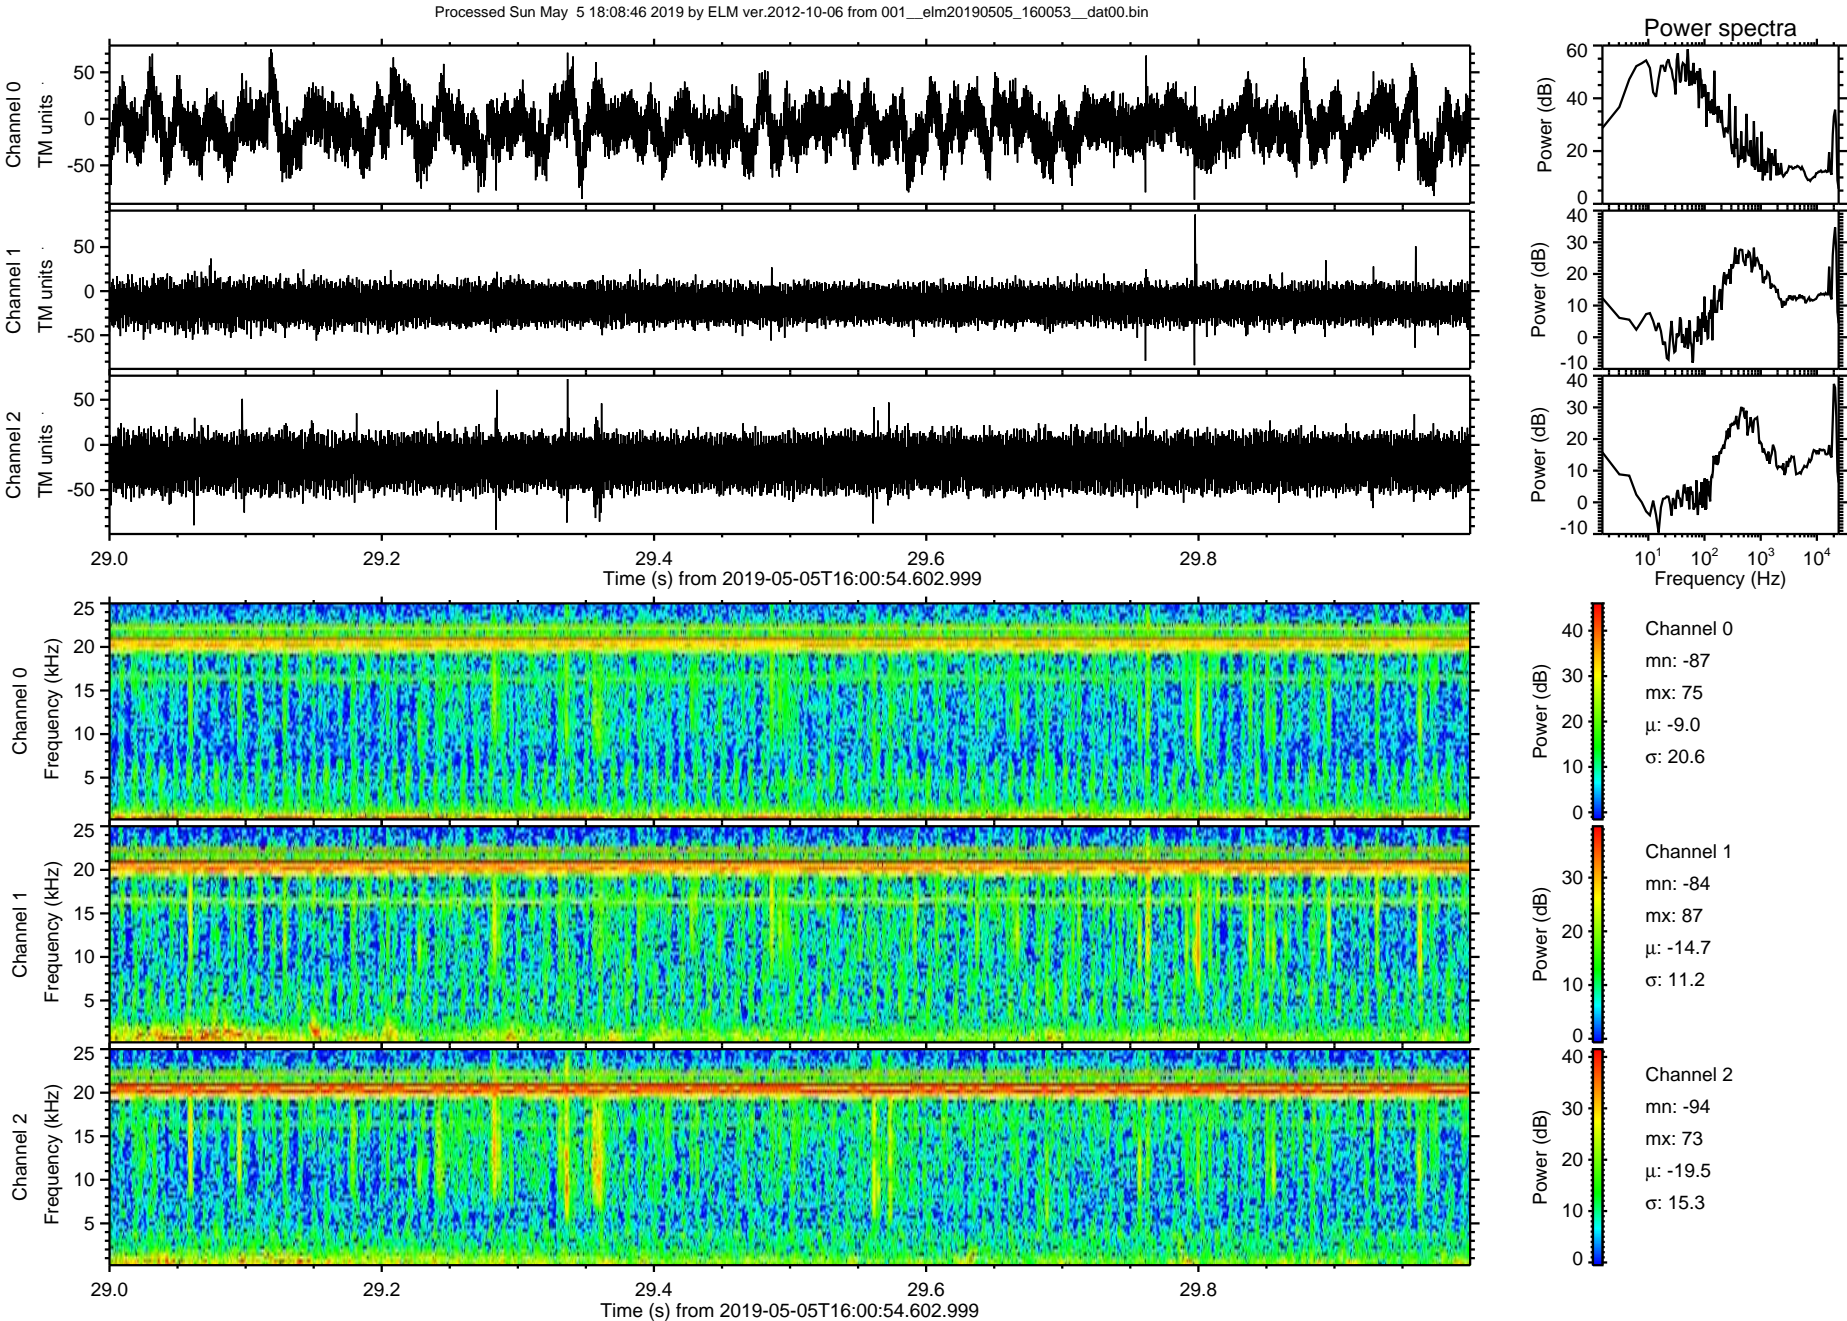 Processed Sun May  5 18:08:46 2019 by ELM ver.2012-10-06 from 001__elm20190505_160053__dat00.bin
Power spectra
Channel 0
TM units
50
0
-50
Power (dB)
60
40
20
0
Channel 1
TM units
50
0
-50
Power (dB)
40
30
20
10
0
-10
Channel 2
TM units
50
0
-50
Power (dB)
40
30
20
10
0
-10
29.0 29.2 29.4 29.6 29.8
Time (s) from 2019-05-05T16:00:54.602.999
10¹ 10² 10³ 10⁴
Frequency (Hz)
Channel 0
Frequency (kHz)
25
20
15
10
5
Power (dB)
40
30
20
10
0
Channel 0
mn: -87
mx: 75
μ: -9.0
σ: 20.6
Channel 1
Frequency (kHz)
25
20
15
10
5
Power (dB)
30
20
10
0
Channel 1
mn: -84
mx: 87
μ: -14.7
σ: 11.2
Channel 2
Frequency (kHz)
25
20
15
10
5
Power (dB)
40
30
20
10
0
Channel 2
mn: -94
mx: 73
μ: -19.5
σ: 15.3
29.0 29.2 29.4 29.6 29.8
Time (s) from 2019-05-05T16:00:54.602.999